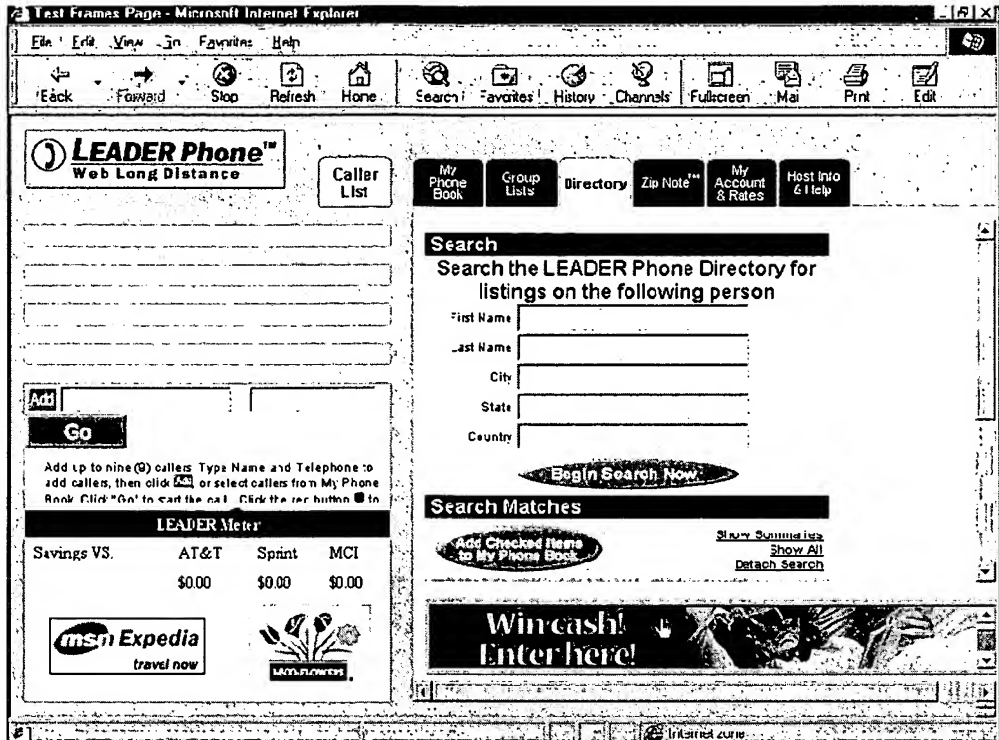 Test Frames Page - Microsoft Internet Explorer
File Edit View Go Favorites Help
Back Forward Stop Refresh Home Search Favorites History Channels Fullscreen Mail Print Edit
LEADER Phone™
Web Long Distance
Caller List
My Phone Book
Group Lists
Directory
Zip Note™
My Account & Rates
Host Info & Help
Search
Search the LEADER Phone Directory for
listings on the following person
First Name
Last Name
City
State
Country
Begin Search Now
Add
Go
Add up to nine (9) callers Type Name and Telephone to
add callers, then click Add or select callers from My Phone
Book. Click "Go" to start the call. Click the red button to
LEADER Meter
Savings VS. AT&T Sprint MCI
$0.00 $0.00 $0.00
msn Expedia
travel now
Search Matches
Add Checked Items
to My Phone Book
Show Summaries
Show All
Detach Search
Win cash!
Enter here!
Internet zone